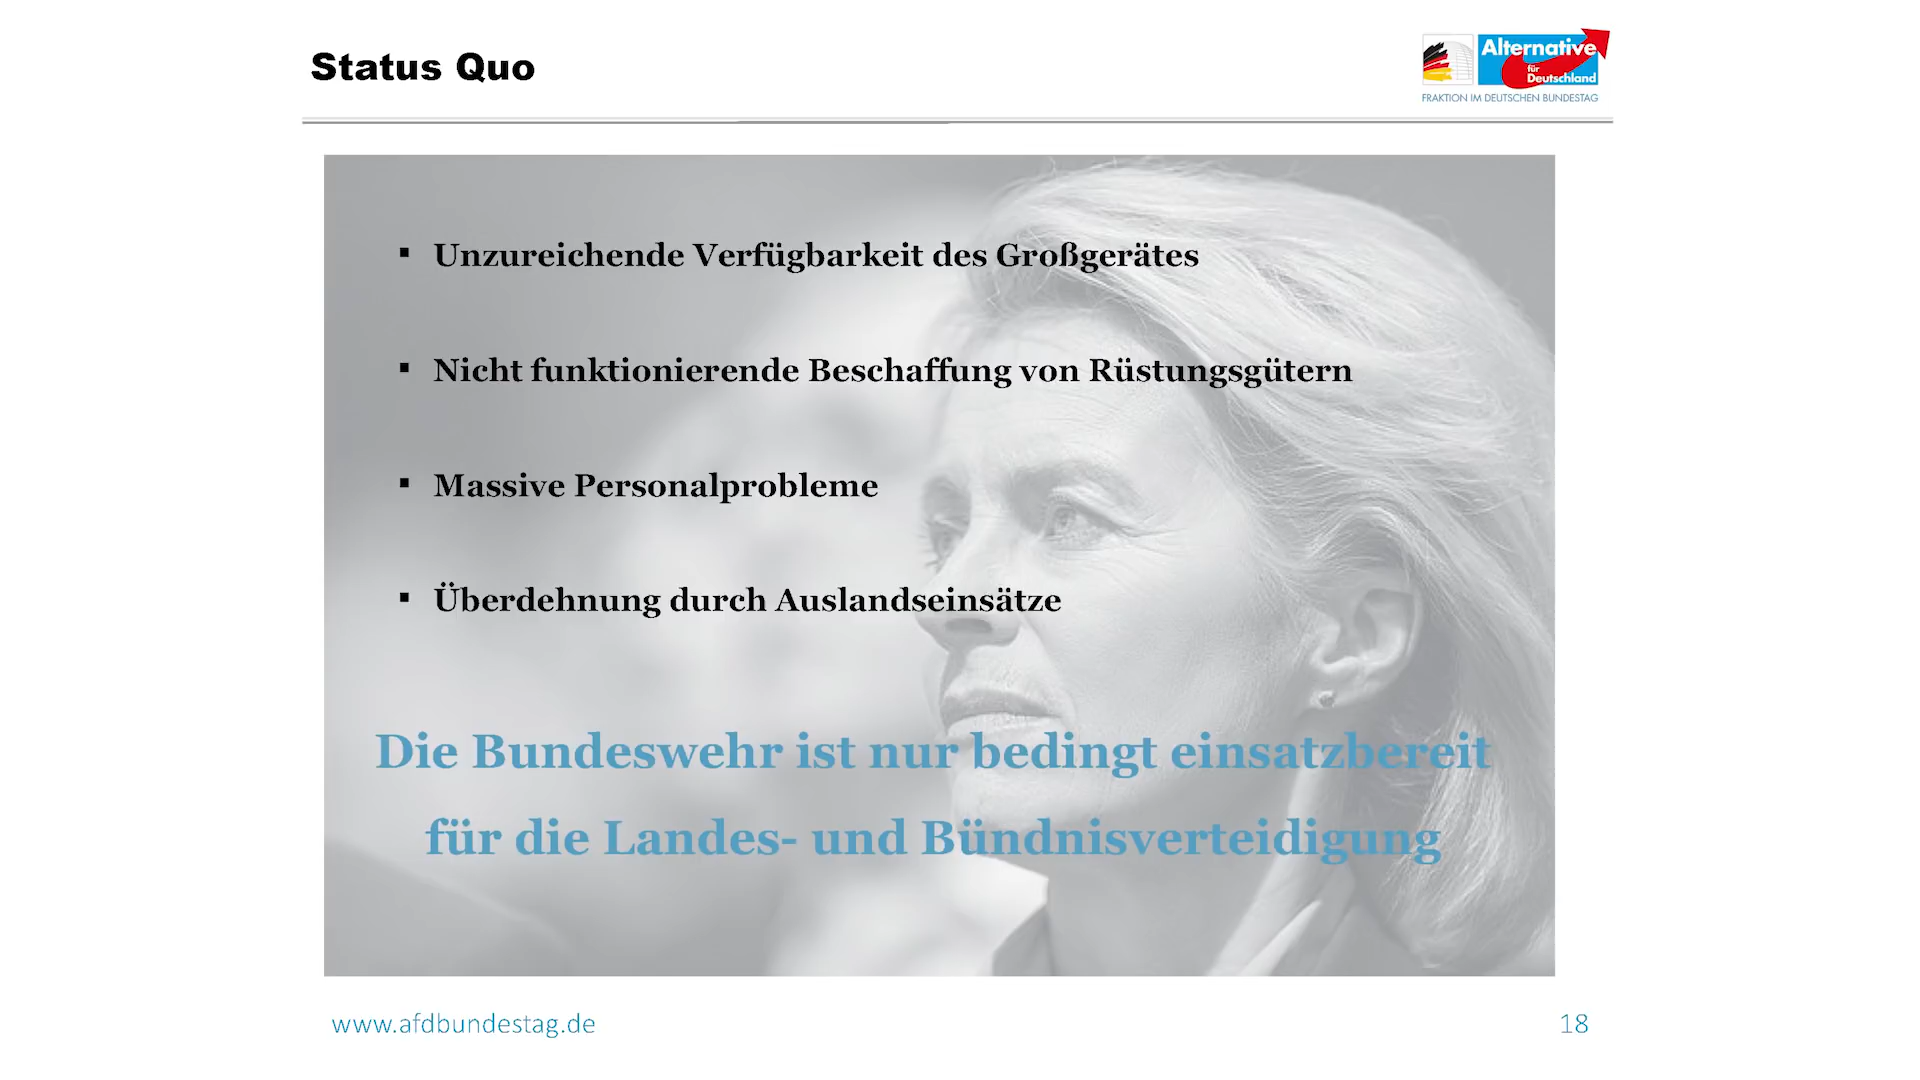 Status Quo
Alternative
für
Deutschland
FRAKTION IM DEUTSCHEN BUNDESTAG
▪ Unzureichende Verfügbarkeit des Großgerätes
▪ Nicht funktionierende Beschaffung von Rüstungsgütern
▪ Massive Personalprobleme
▪ Überdehnung durch Auslandseinsätze
Die Bundeswehr ist nur bedingt einsatzbereit
für die Landes- und Bündnisverteidigung
www.afdbundestag.de
18